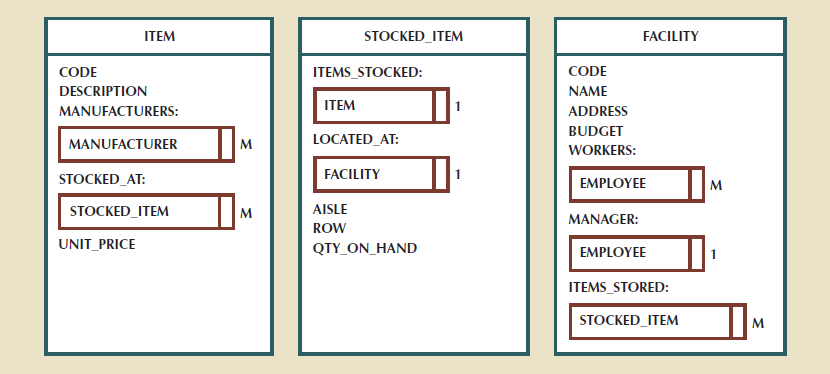 ITEM
CODE
DESCRIPTION
MANUFACTURERS:
MANUFACTURER M
STOCKED_AT:
STOCKED_ITEM M
UNIT_PRICE
STOCKED_ITEM
ITEMS_STOCKED:
ITEM 1
LOCATED_AT:
FACILITY 1
AISLE
ROW
QTY_ON_HAND
FACILITY
CODE
NAME
ADDRESS
BUDGET
WORKERS:
EMPLOYEE M
MANAGER:
EMPLOYEE 1
ITEMS_STORED:
STOCKED_ITEM M